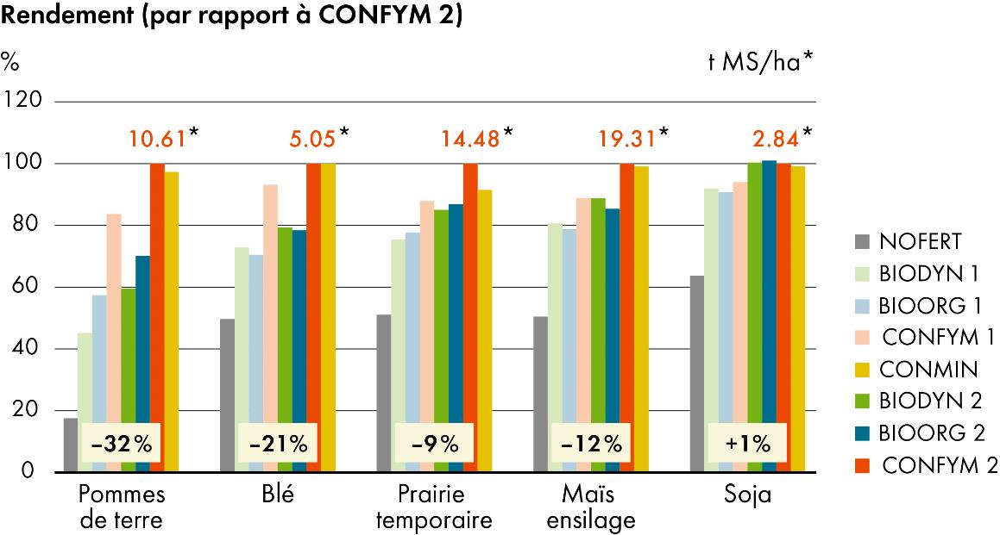 Rendement (par rapport à CONFYM 2)
% t MS/ha*
120
10.61* 5.05* 14.48* 19.31* 2.84*
100
80
60
40
20
0
–32% –21% –9% –12% +1%
Pommes de terre
Blé
Prairie temporaire
Maïs ensilage
Soja
NOFERT
BIODYN 1
BIOORG 1
CONFYM 1
CONMIN
BIODYN 2
BIOORG 2
CONFYM 2